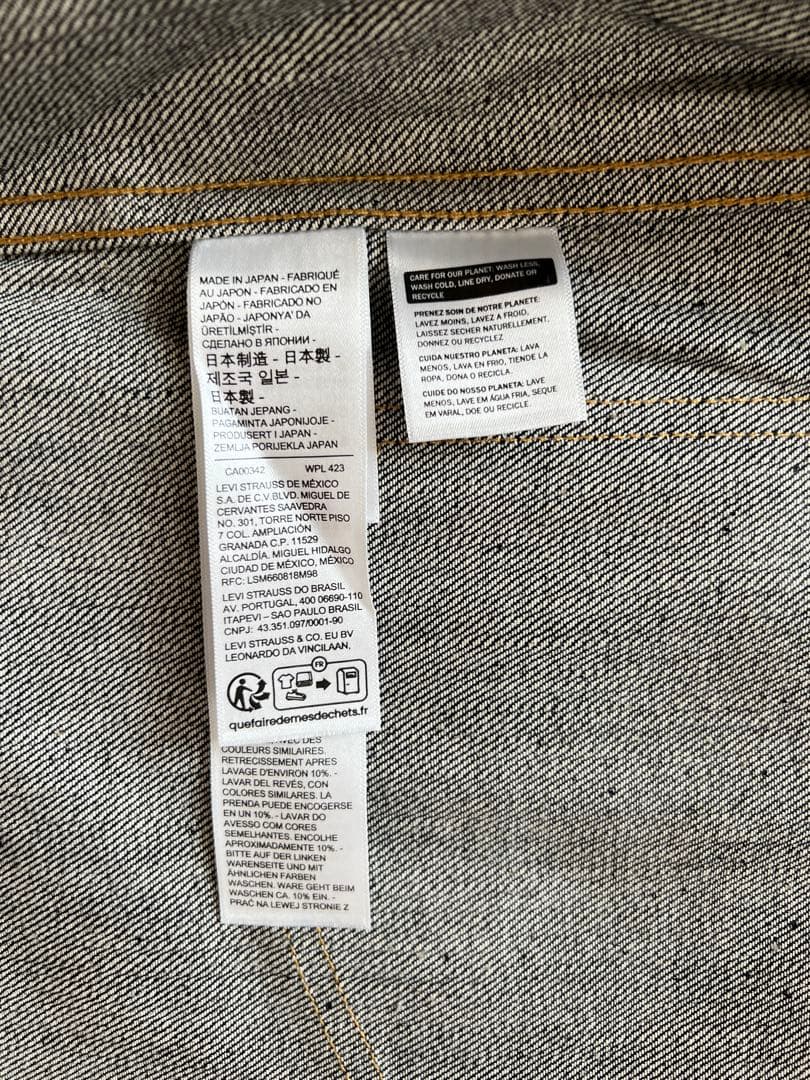 MADE IN JAPAN - FABRIQUÉ
AU JAPON - FABRICADO EN
JAPÓN - FABRICADO NO
JAPÃO - JAPONYA' DA
ÜRETİLMİŞTİR -
СДЕЛАНО В ЯПОНИИ -
日本制造 - 日本製 -
제조국 일본 -
日本製 -
BUATAN JEPANG -
PAGAMINTA JAPONIJOJE -
PRODUSERT I JAPAN -
ZEMLJA PORIJEKLA JAPAN
CA00342 WPL 423
LEVI STRAUSS DE MÉXICO
S.A. DE C.V.BLVD. MIGUEL DE
CERVANTES SAAVEDRA
NO. 301, TORRE NORTE PISO
7 COL. AMPLIACIÓN
GRANADA C.P. 11529
ALCALDÍA. MIGUEL HIDALGO
CIUDAD DE MÉXICO, MÉXICO
RFC: LSM660818M98
LEVI STRAUSS DO BRASIL
AV. PORTUGAL, 400 06690-110
ITAPEVI – SAO PAULO BRASIL
CNPJ: 43.351.097/0001-90
LEVI STRAUSS & CO. EU BV
LEONARDO DA VINCILAAN.
FR
quefairedemesdechets.fr
AVEC DES
COULEURS SIMILAIRES.
RETRECISSEMENT APRES
LAVAGE D'ENVIRON 10%. -
LAVAR DEL REVÉS, CON
COLORES SIMILARES. LA
PRENDA PUEDE ENCOGERSE
EN UN 10%. - LAVAR DO
AVESSO COM CORES
SEMELHANTES. ENCOLHE
APROXIMADAMENTE 10%. -
BITTE AUF DER LINKEN
WARENSEITE UND MIT
ÄHNLICHEN FARBEN
WASCHEN. WARE GEHT BEIM
WASCHEN CA. 10% EIN. -
PRAĆ NA LEWEJ STRONIE Z
CARE FOR OUR PLANET: WASH LESS,
WASH COLD, LINE DRY, DONATE OR
RECYCLE
PRENEZ SOIN DE NOTRE PLANETE:
LAVEZ MOINS, LAVEZ A FROID,
LAISSEZ SECHER NATURELLEMENT,
DONNEZ OU RECYCLEZ
CUIDA NUESTRO PLANETA: LAVA
MENOS, LAVA EN FRIO, TIENDE LA
ROPA, DONA O RECICLA.
CUIDE DO NOSSO PLANETA: LAVE
MENOS, LAVE EM ÁGUA FRIA, SEQUE
EM VARAL, DOE OU RECICLE.